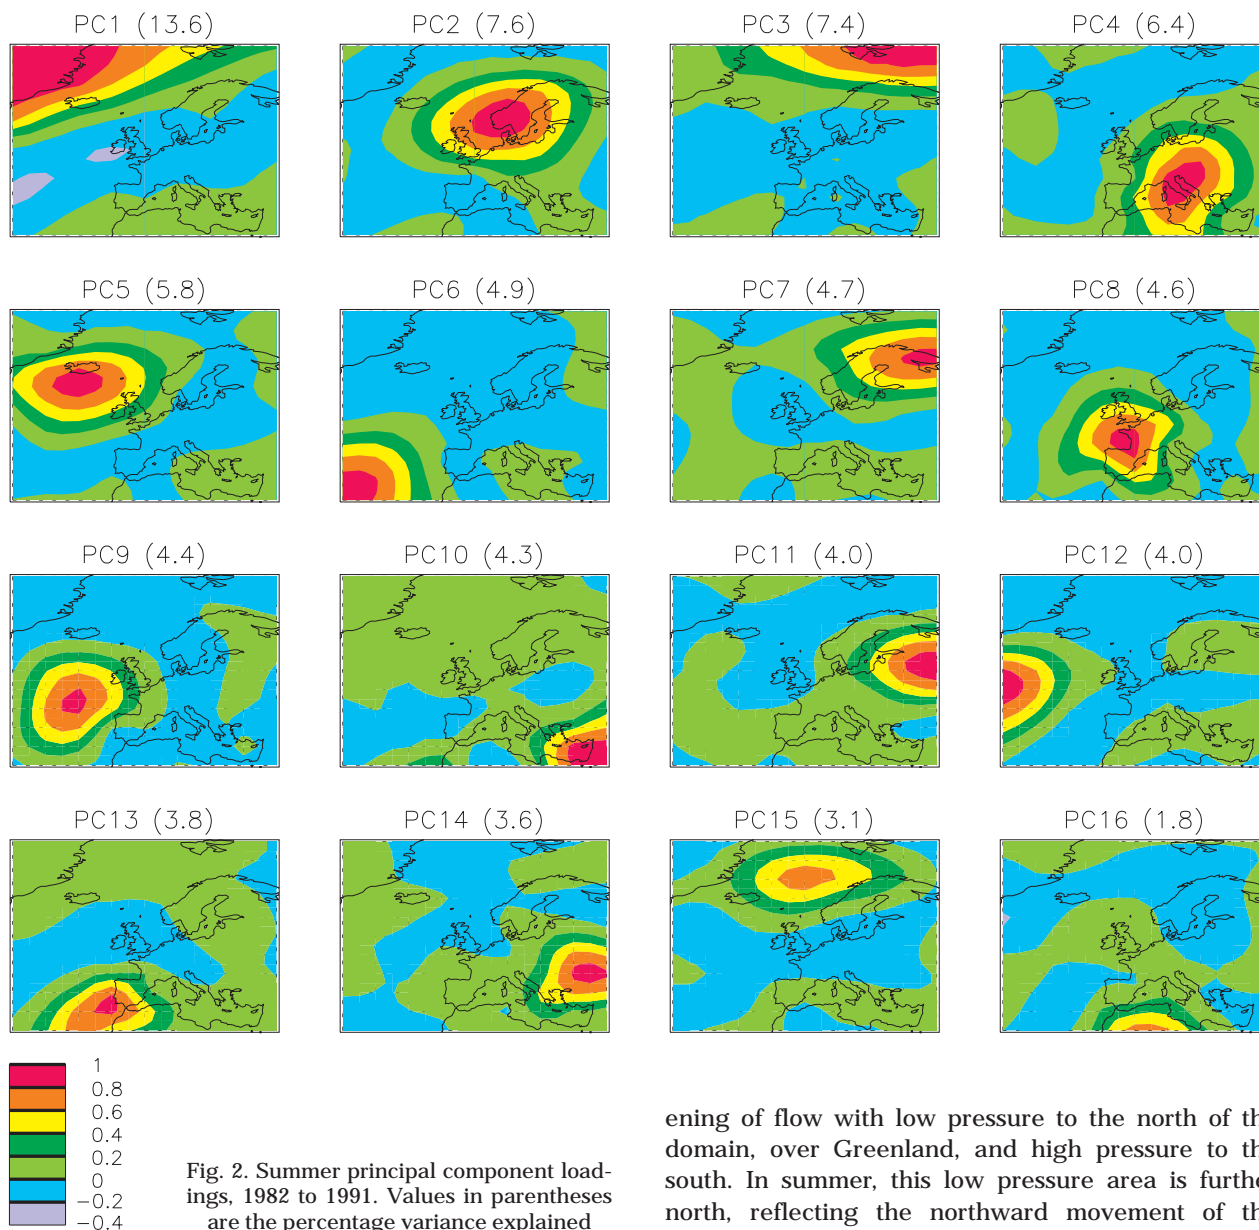 PC1 (13.6)
PC2 (7.6)
PC3 (7.4)
PC4 (6.4)
PC5 (5.8)
PC6 (4.9)
PC7 (4.7)
PC8 (4.6)
PC9 (4.4)
PC10 (4.3)
PC11 (4.0)
PC12 (4.0)
PC13 (3.8)
PC14 (3.6)
PC15 (3.1)
PC16 (1.8)
1
0.8
0.6
0.4
0.2
0
−0.2
−0.4
Fig. 2. Summer principal component load-
ings, 1982 to 1991. Values in parentheses
are the percentage variance explained
ening of flow with low pressure to the north of th
domain, over Greenland, and high pressure to th
south. In summer, this low pressure area is furthe
north, reflecting the northward movement of th